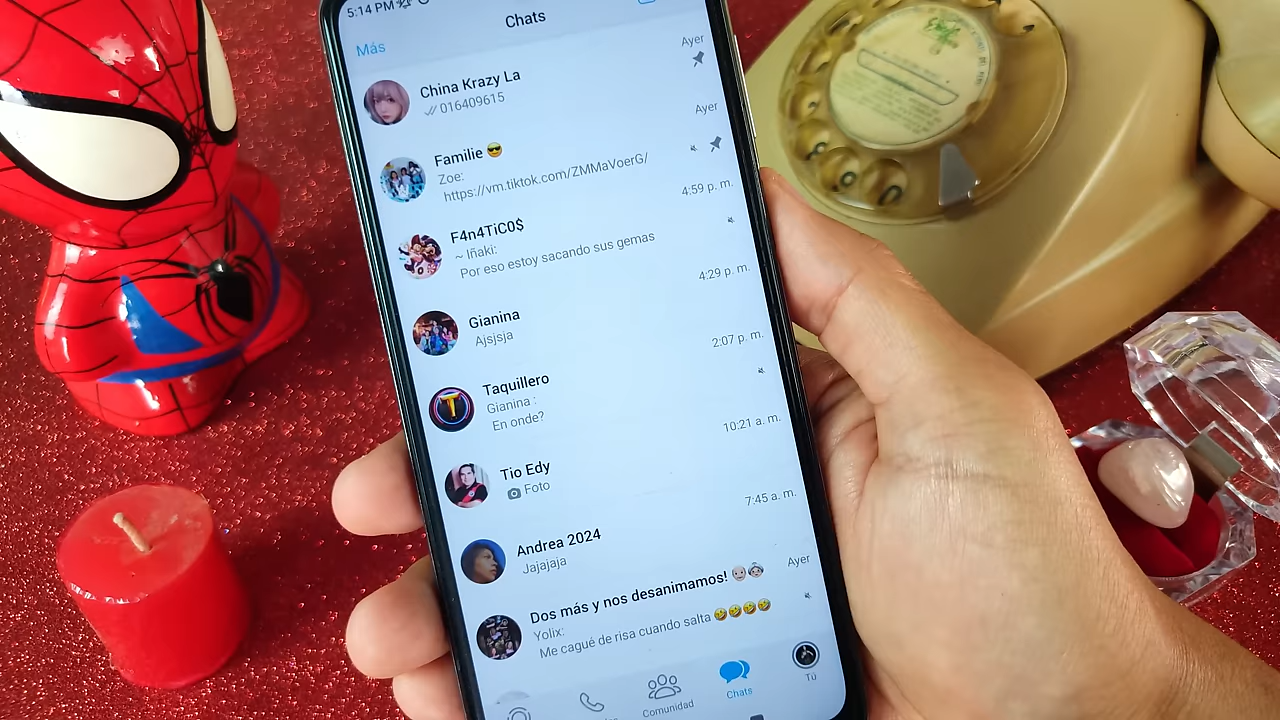 5:14 PM
Chats
Más
China Krazy La
016409615
Ayer
Familie 😎
Zoe:
https://vm.tiktok.com/ZMMaVoerG/
Ayer
F4n4TiC0$
~ Iñaki:
Por eso estoy sacando sus gemas
4:59 p. m.
Gianina
Ajsjsja
4:29 p. m.
Taquillero
Gianina :
En onde?
2:07 p. m.
Tio Edy
Foto
10:21 a. m.
Andrea 2024
Jajajaja
7:45 a. m.
Dos más y nos desanimamos! 👴🏻👵🏻
Yolix:
Me cagué de risa cuando salta 🤣🤣🤣🤣
Ayer
Comunidad
Chats
Tú